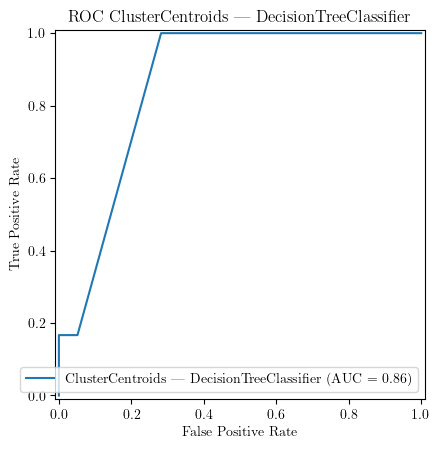 ROC ClusterCentroids — DecisionTreeClassifier
1.0
0.8
0.6
0.4
0.2
0.0
True Positive Rate
ClusterCentroids — DecisionTreeClassifier (AUC = 0.86)
0.0 0.2 0.4 0.6 0.8 1.0
False Positive Rate